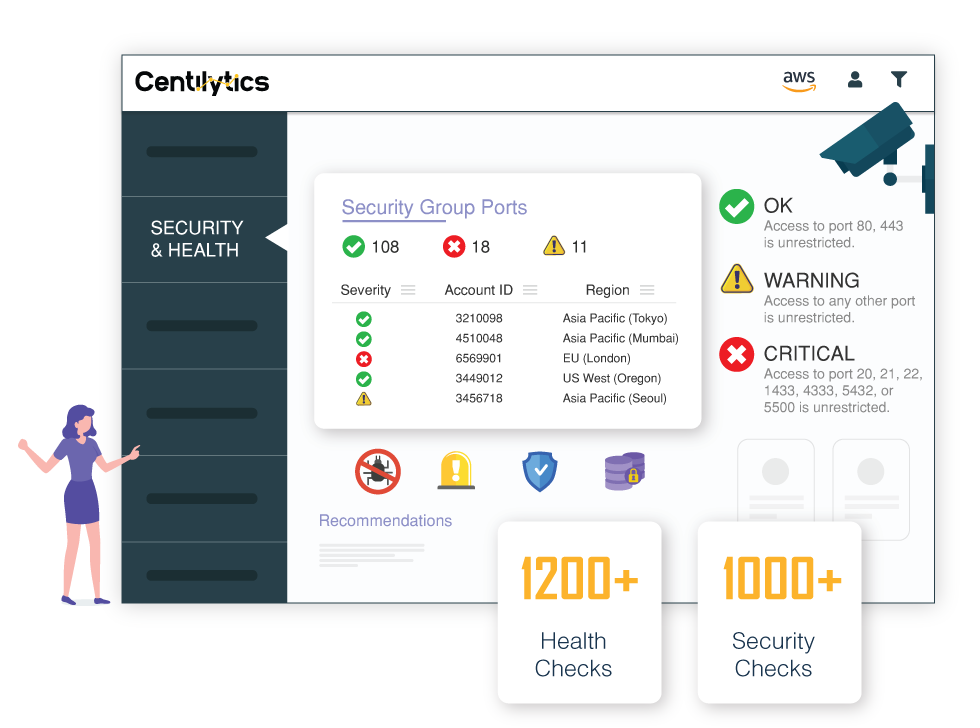 Centilytics
aws
SECURITY
& HEALTH
Security Group Ports
108 18 11
Severity Account ID Region
3210098 Asia Pacific (Tokyo)
4510048 Asia Pacific (Mumbai)
6569901 EU (London)
3449012 US West (Oregon)
3456718 Asia Pacific (Seoul)
OK
Access to port 80, 443
is unrestricted.
WARNING
Access to any other port
is unrestricted.
CRITICAL
Access to port 20, 21, 22,
1433, 4333, 5432, or
5500 is unrestricted.
Recommendations
1200+
Health
Checks
1000+
Security
Checks